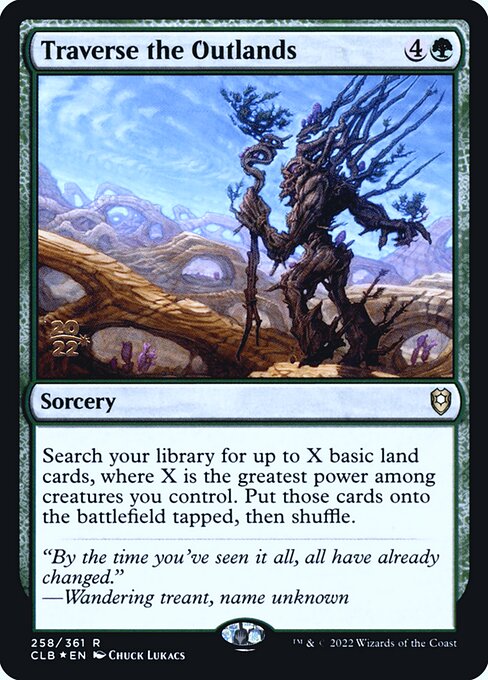 Traverse the Outlands 4
20
22
Sorcery
Search your library for up to X basic land
cards, where X is the greatest power among
creatures you control. Put those cards onto
the battlefield tapped, then shuffle.
“By the time you’ve seen it all, all have already
changed.”
—Wandering treant, name unknown
258/361 R
™ & © 2022 Wizards of the Coast
CLB ★ EN Chuck Lukacs